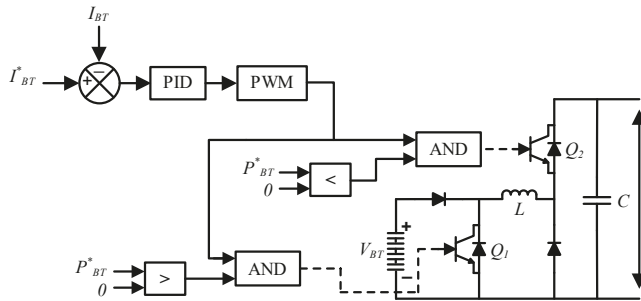 I_BT
I*_BT
+
−
PID
PWM
AND
Q_2
P*_BT
0
<
L
C
+
V_BT
−
Q_1
P*_BT
0
>
AND